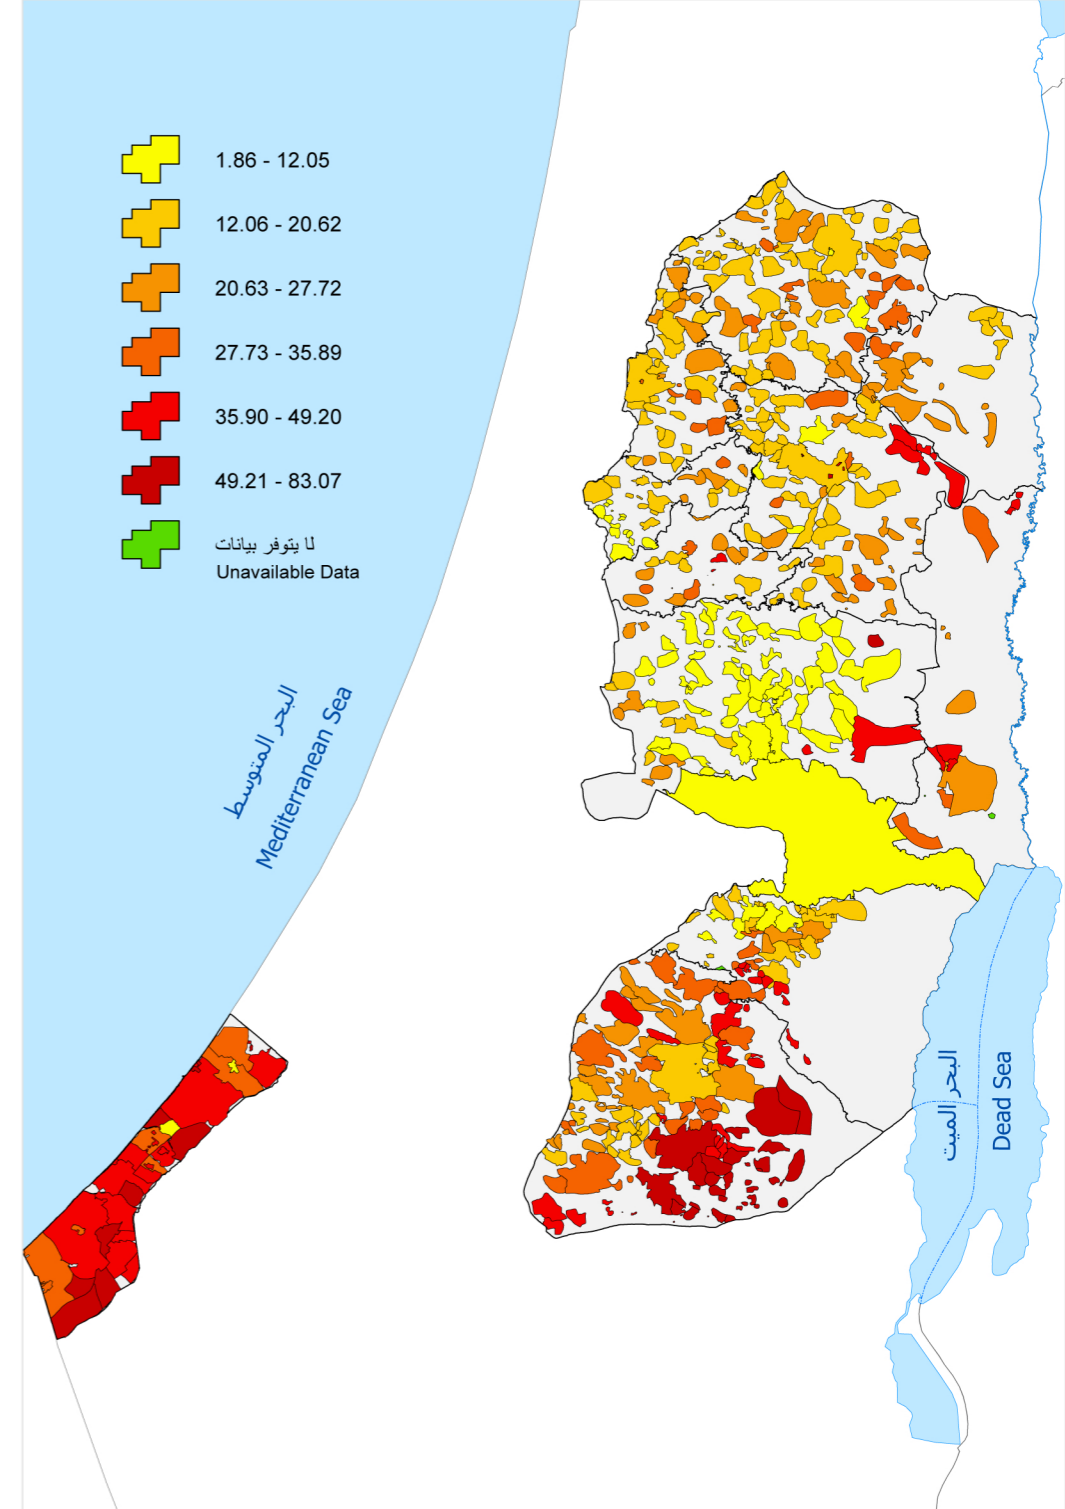 1.86 - 12.05
12.06 - 20.62
20.63 - 27.72
27.73 - 35.89
35.90 - 49.20
49.21 - 83.07
لا يتوفر بيانات
Unavailable Data
البحر المتوسط
Mediterranean Sea
البحر الميت
Dead Sea